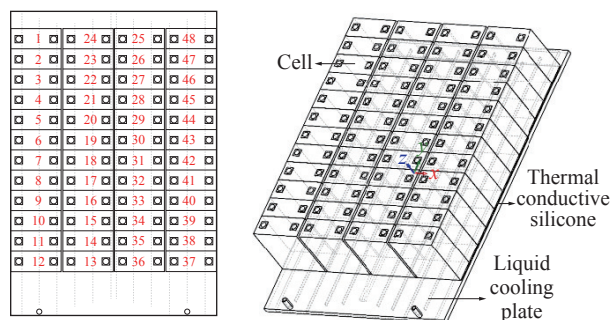 1 24 25 48
2 23 26 47
3 22 27 46
4 21 28 45
5 20 29 44
6 19 30 43
7 18 31 42
8 17 32 41
9 16 33 40
10 15 34 39
11 14 35 38
12 13 36 37
Cell
z Y x
Thermal
conductive
silicone
Liquid
cooling
plate